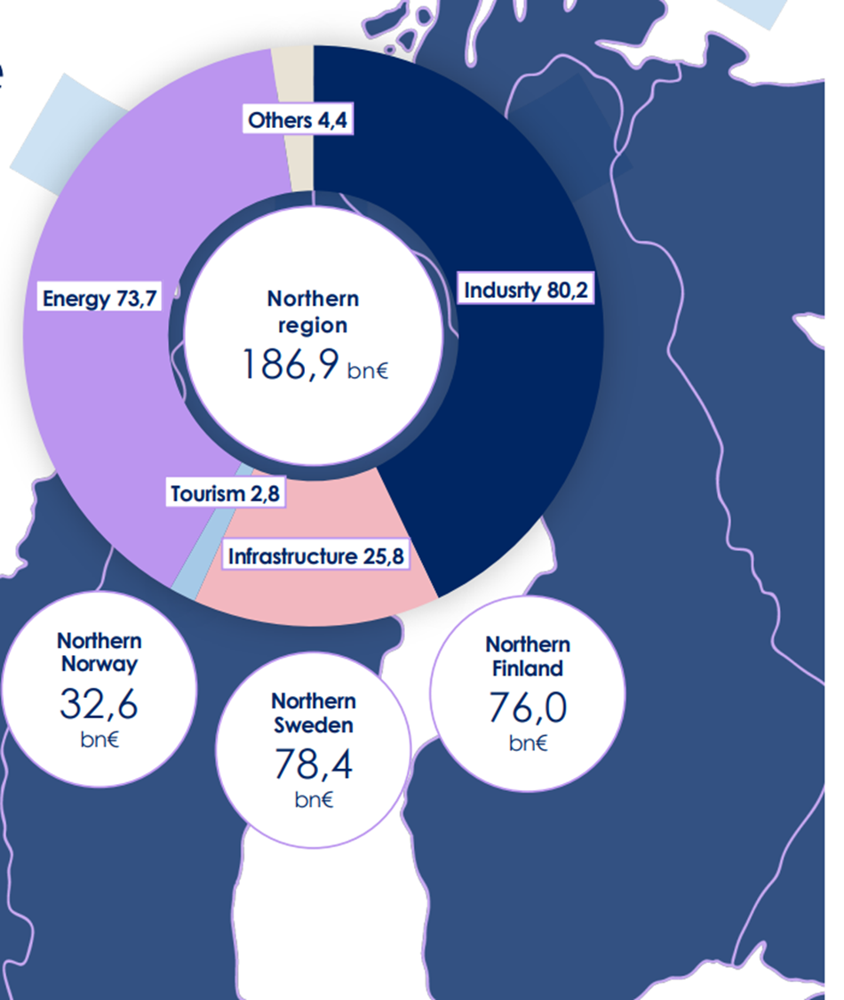 Others 4,4
Energy 73,7
Indusrty 80,2
Northern
region
186,9 bn€
Tourism 2,8
Infrastructure 25,8
Northern
Norway
32,6
bn€
Northern
Sweden
78,4
bn€
Northern
Finland
76,0
bn€